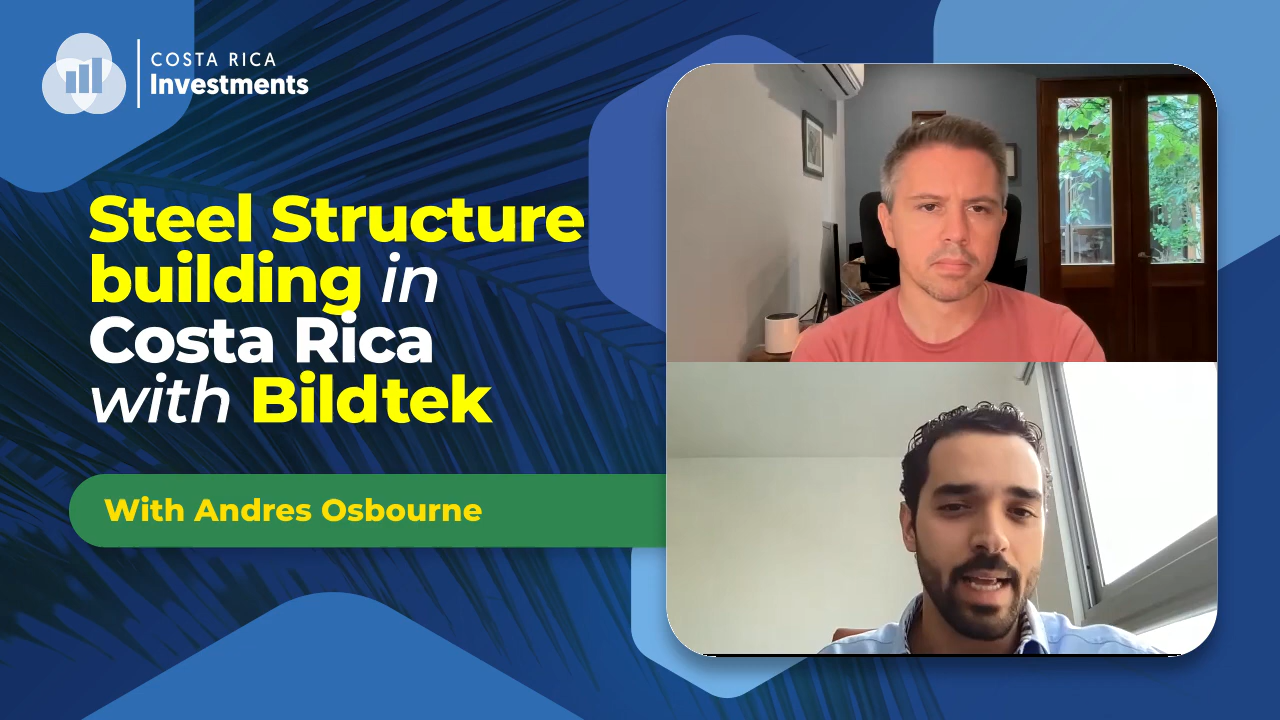 COSTA RICA
Investments
Steel Structure
building in
Costa Rica
with Bildtek
With Andres Osbourne